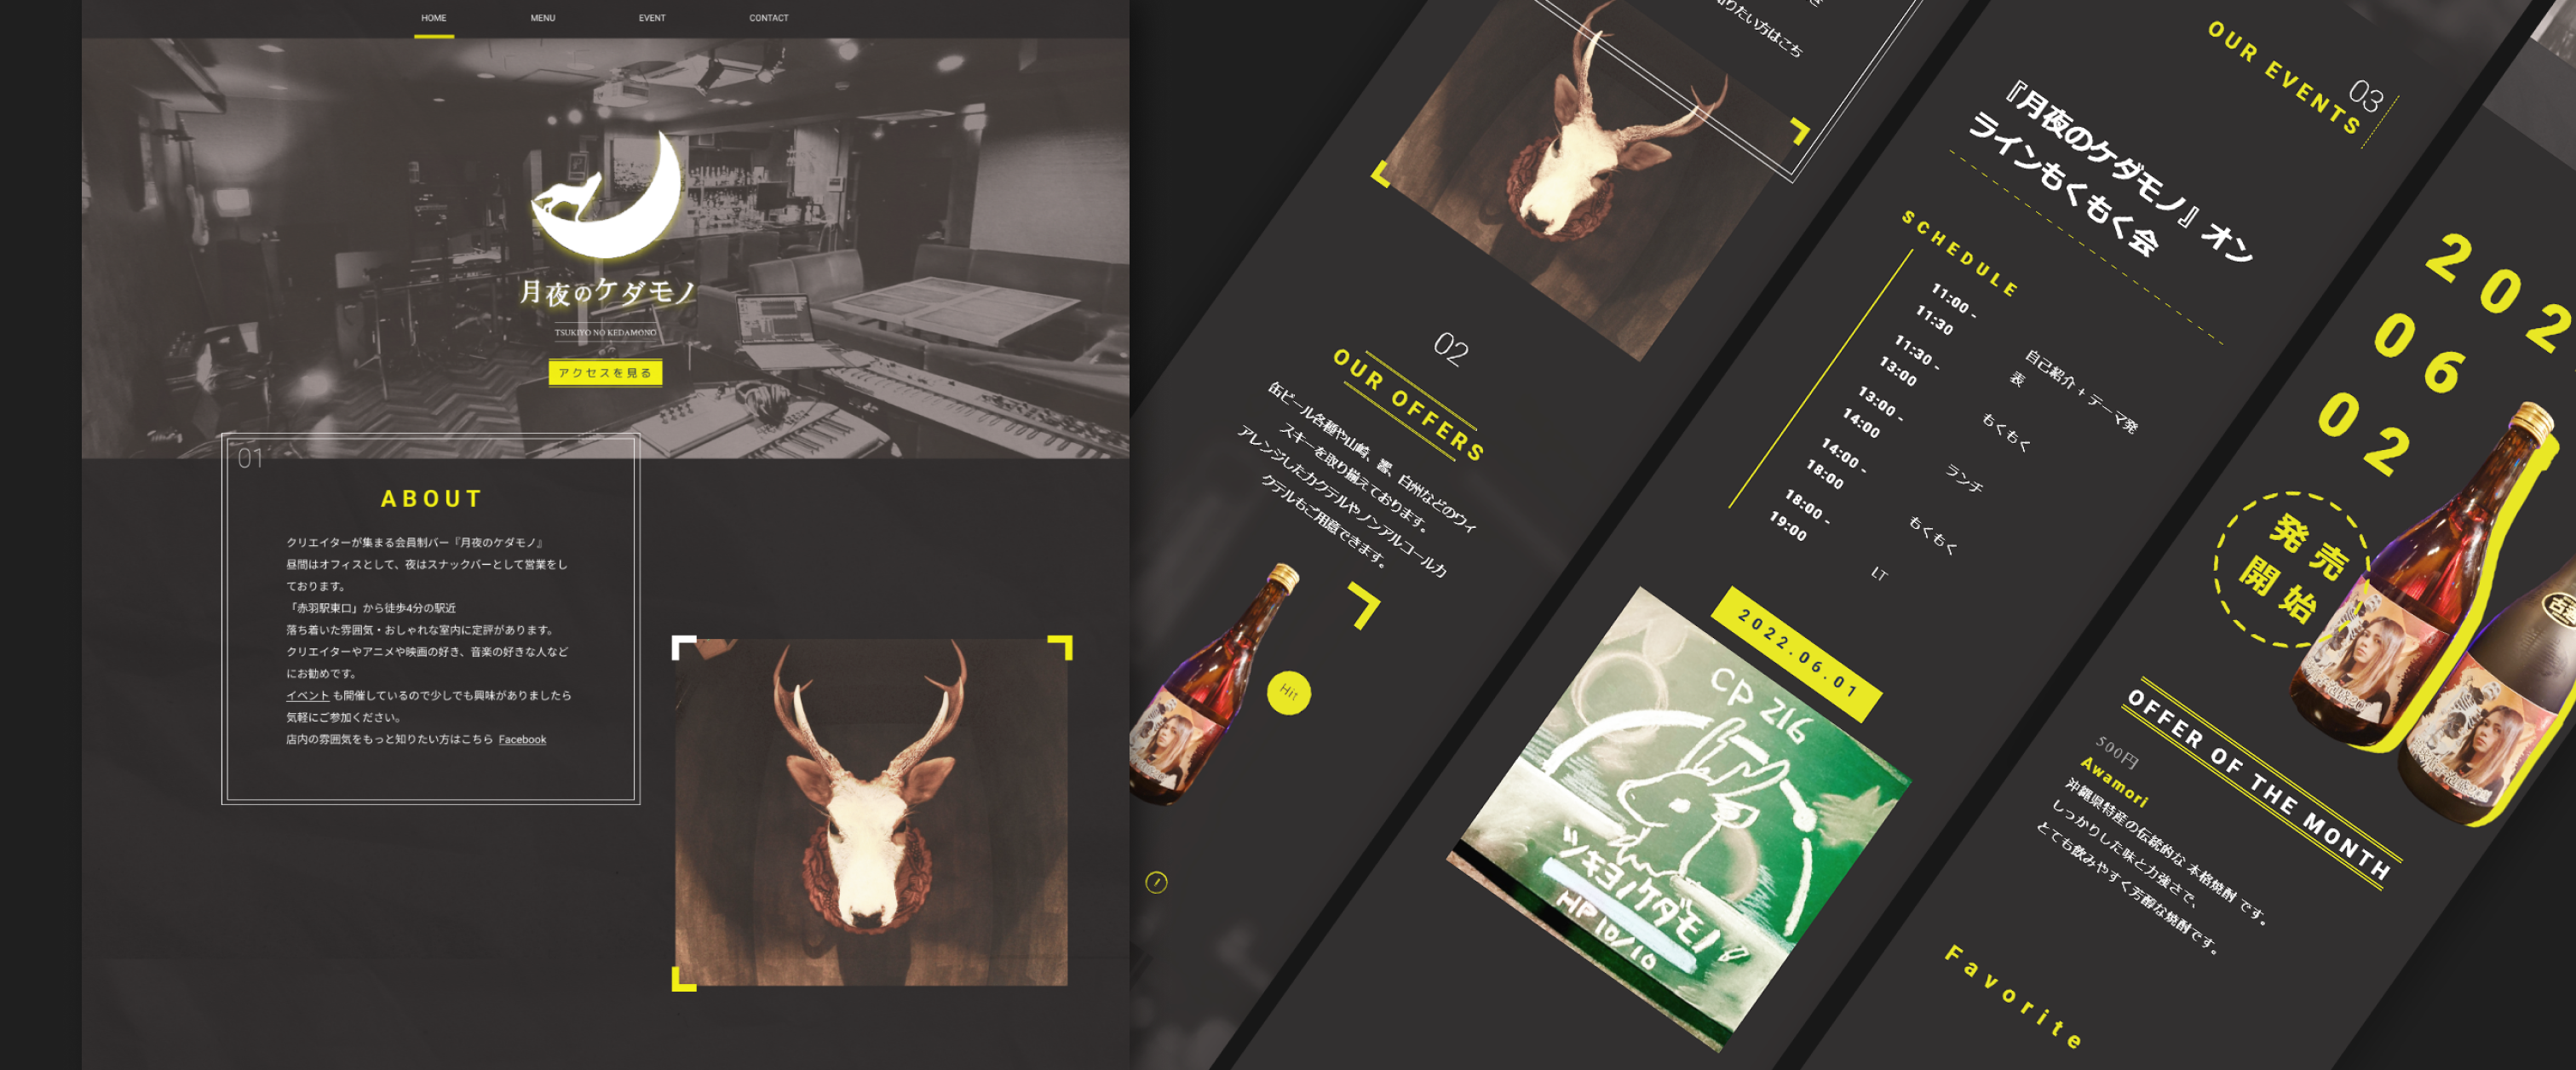 HOME
MENU
EVENT
CONTACT
月夜のケダモノ
TSUKIYO NO KEDAMONO
アクセスを見る
01
ABOUT
クリエイターが集まる会員制バー『月夜のケダモノ』
昼間はオフィスとして、夜はスナックバーとして営業をし
ております。
「赤羽駅東口」から徒歩4分の駅近
落ち着いた雰囲気・おしゃれな室内に定評があります。
クリエイターやアニメや映画の好き、音楽の好きな人など
にお勧めです。
イベント も開催しているので少しでも興味がありましたら
気軽にご参加ください。
店内の雰囲気をもっと知りたい方はこちら Facebook
りたい方はこち
02
OUR OFFERS
缶ビール各種や山崎、響、白州などのウイ
スキーを取り揃えております。
アレンジしたカクテルやノンアルコールカ
クテルもご用意できます。
Hit
03
OUR EVENTS
『月夜のケダモノ』オン
ラインもくもく会
SCHEDULE
11:00 -
11:30
自己紹介 + テーマ発
表
11:30 -
13:00
もくもく
13:00 -
14:00
ランチ
14:00 -
18:00
もくもく
18:00 -
19:00
LT
2022.06.01
CP 216
ツキヨノケダモノ
HP 10/10
202
06
02
発売
開始
OFFER OF THE MONTH
500円
Awamori
沖縄県特産の伝統的な 本格焼酎 です。
しっかりした味と力強さで、
とても飲みやすく芳醇な焼酎です。
Favorite